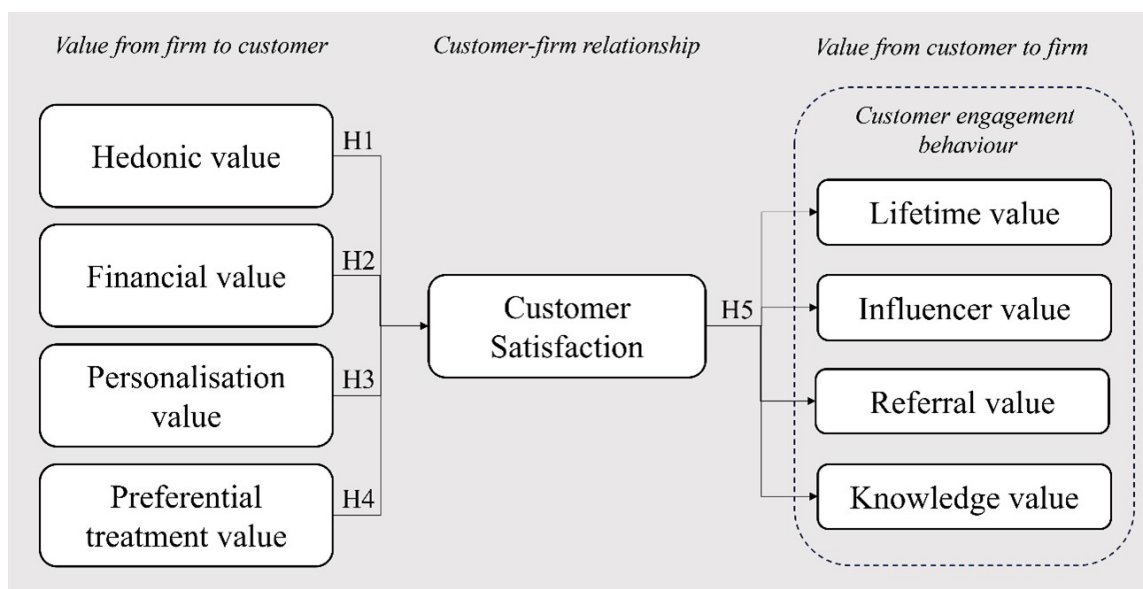 Value from firm to customer
Customer-firm relationship
Value from customer to firm
Hedonic value
H1
Financial value
H2
Personalisation
value
H3
Preferential
treatment value
H4
Customer
Satisfaction
H5
Customer engagement
behaviour
Lifetime value
Influencer value
Referral value
Knowledge value